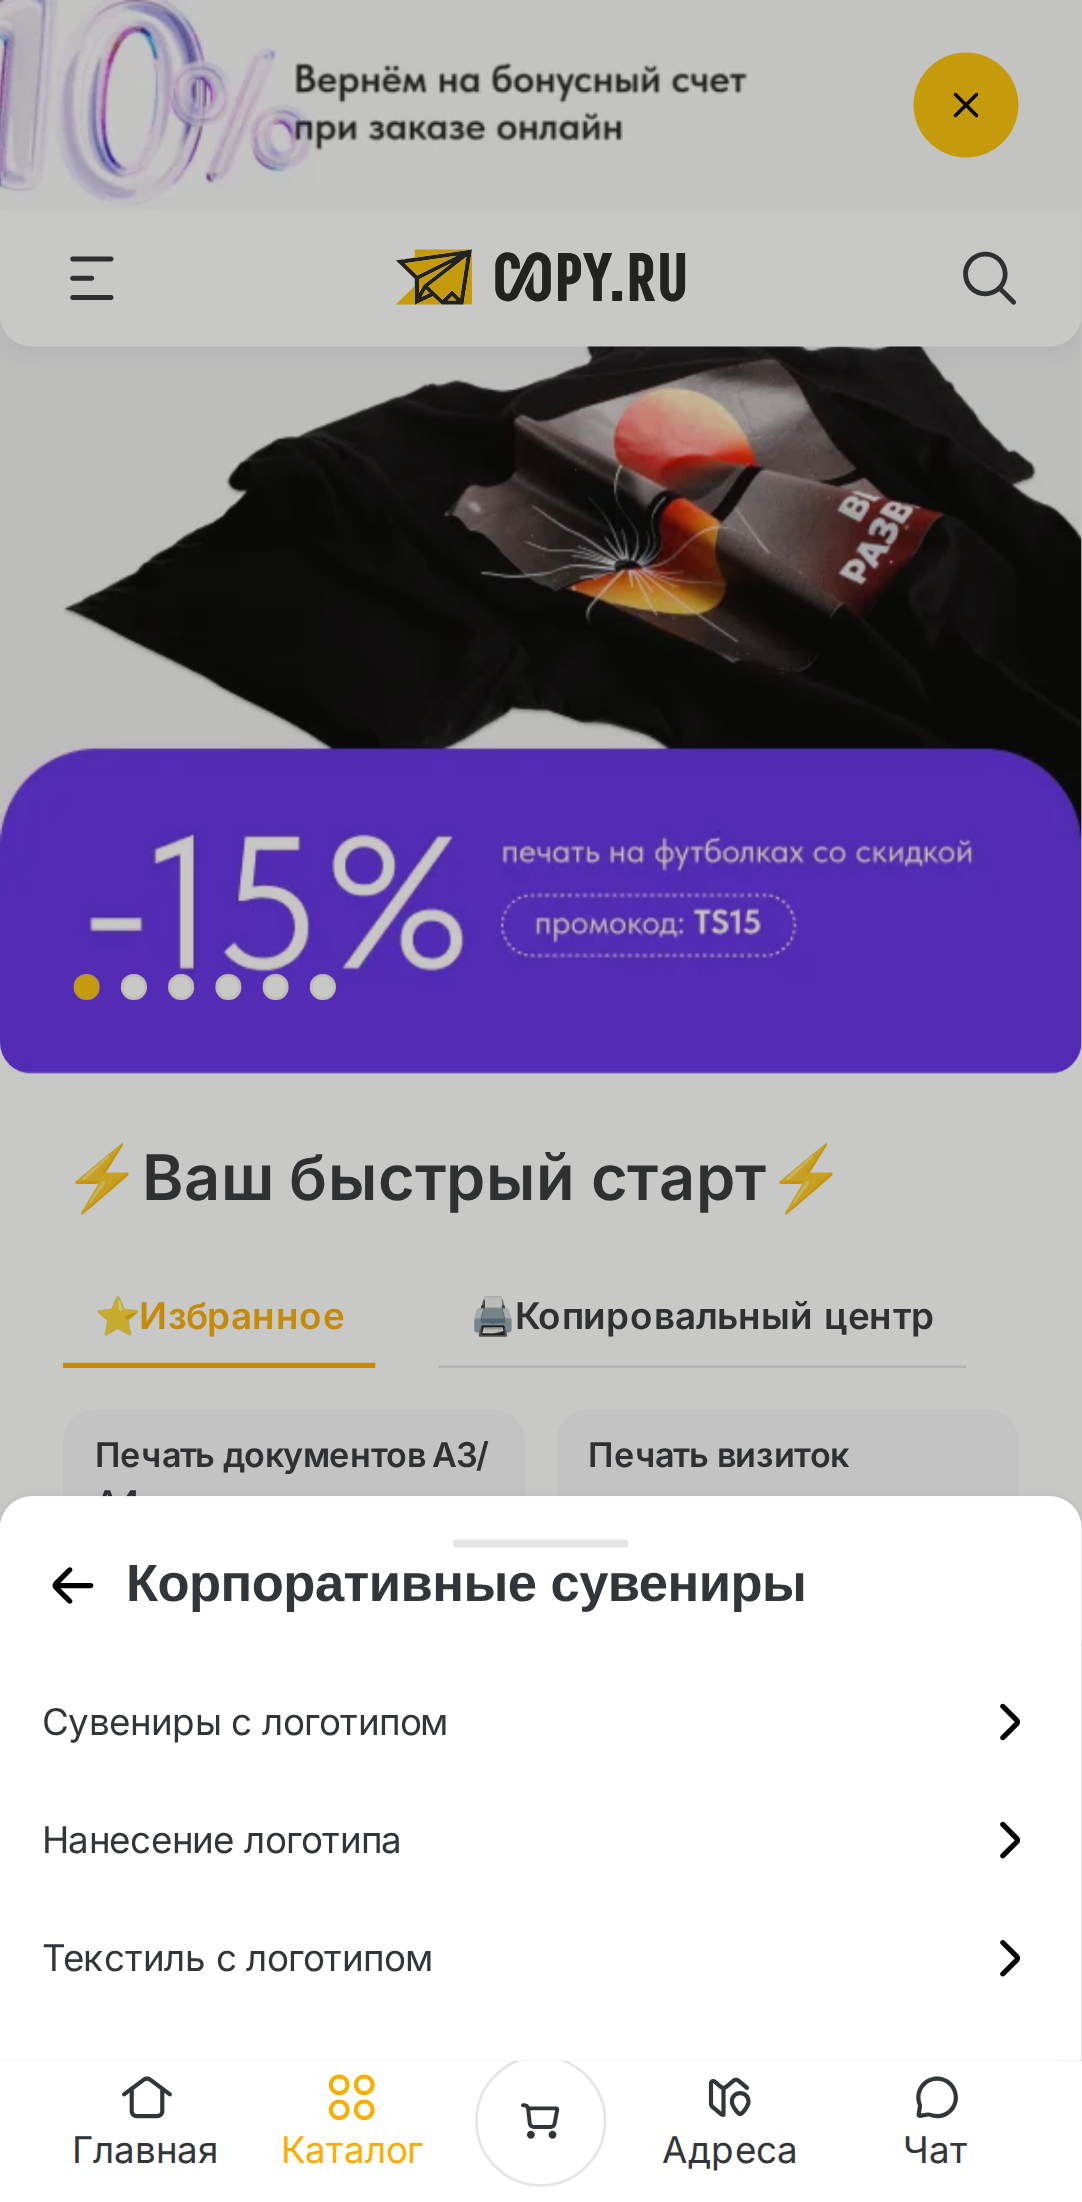 10%
Вернём на бонусный счет
при заказе онлайн
COPY.RU
РАЗВ
-15%
печать на футболках со скидкой
промокод: TS15
⚡Ваш быстрый старт⚡
⭐Избранное
🖨️Копировальный центр
Печать документов А3/
Печать визиток
Корпоративные сувениры
Сувениры с логотипом
Нанесение логотипа
Текстиль с логотипом
Главная
Каталог
Адреса
Чат